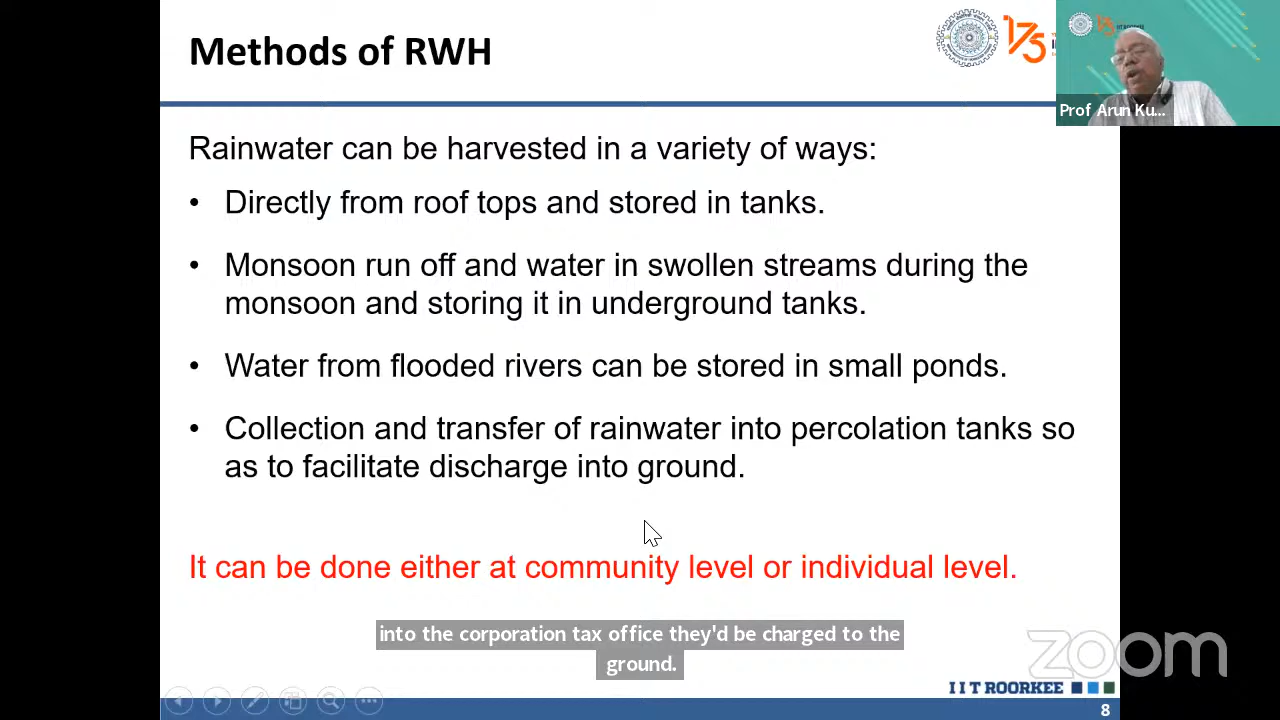 Methods of RWH
175
Prof Arun Ku...
Rainwater can be harvested in a variety of ways:
• Directly from roof tops and stored in tanks.
• Monsoon run off and water in swollen streams during the
monsoon and storing it in underground tanks.
• Water from flooded rivers can be stored in small ponds.
• Collection and transfer of rainwater into percolation tanks so
as to facilitate discharge into ground.
It can be done either at community level or individual level.
into the corporation tax office they'd be charged to the
ground.
zoom
I I T ROORKEE
8